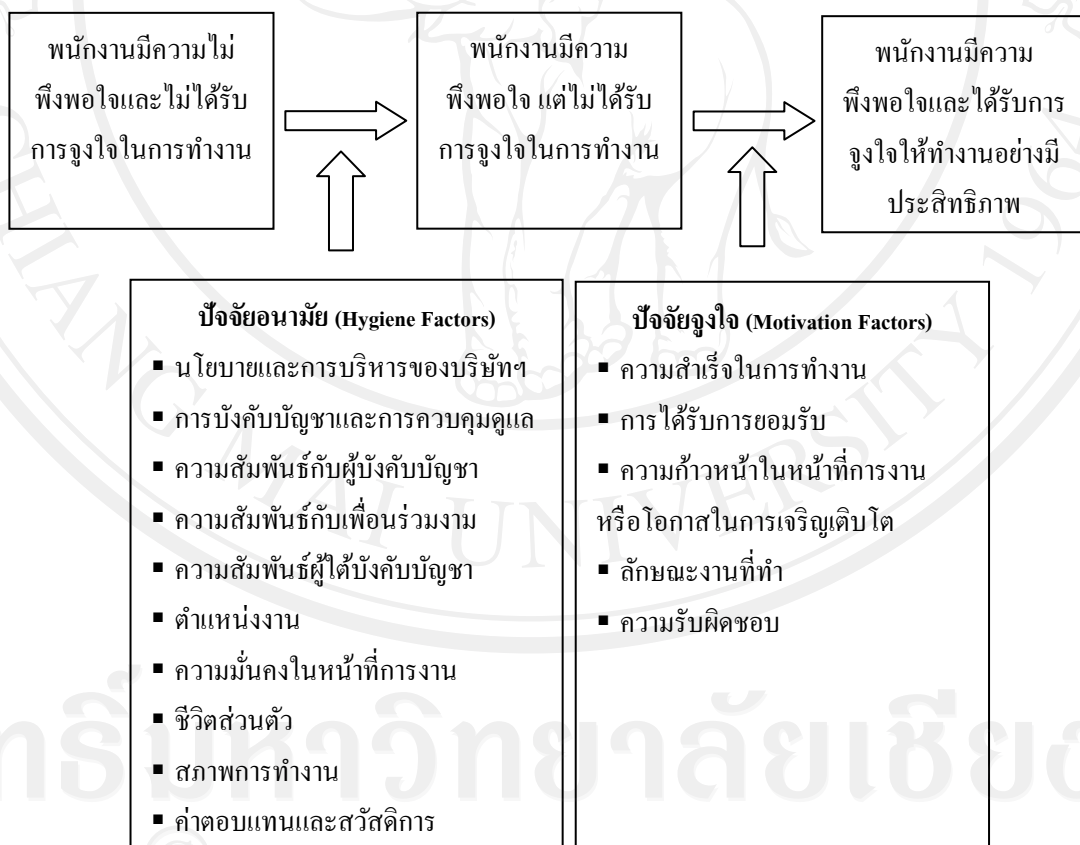 พนักงานมีความไม่
พึงพอใจและไม่ได้รับ
การจูงใจในการทำงาน
พนักงานมีความ
พึงพอใจ แต่ไม่ได้รับ
การจูงใจในการทำงาน
พนักงานมีความ
พึงพอใจและได้รับการ
จูงใจให้ทำงานอย่างมี
ประสิทธิภาพ
ปัจจัยอนามัย (Hygiene Factors)
▪ นโยบายและการบริหารของบริษัทฯ
▪ การบังคับบัญชาและการควบคุมดูแล
▪ ความสัมพันธ์กับผู้บังคับบัญชา
▪ ความสัมพันธ์กับเพื่อนร่วมงาม
▪ ความสัมพันธ์ผู้ใต้บังคับบัญชา
▪ ตำแหน่งงาน
▪ ความมั่นคงในหน้าที่การงาน
▪ ชีวิตส่วนตัว
▪ สภาพการทำงาน
▪ ค่าตอบแทนและสวัสดิการ
ปัจจัยจูงใจ (Motivation Factors)
▪ ความสำเร็จในการทำงาน
▪ การได้รับการยอมรับ
▪ ความก้าวหน้าในหน้าที่การงาน
หรือโอกาสในการเจริญเติบโต
▪ ลักษณะงานที่ทำ
▪ ความรับผิดชอบ
CHIANG MAI UNIVERSITY 196
มหาวิทยาลัย